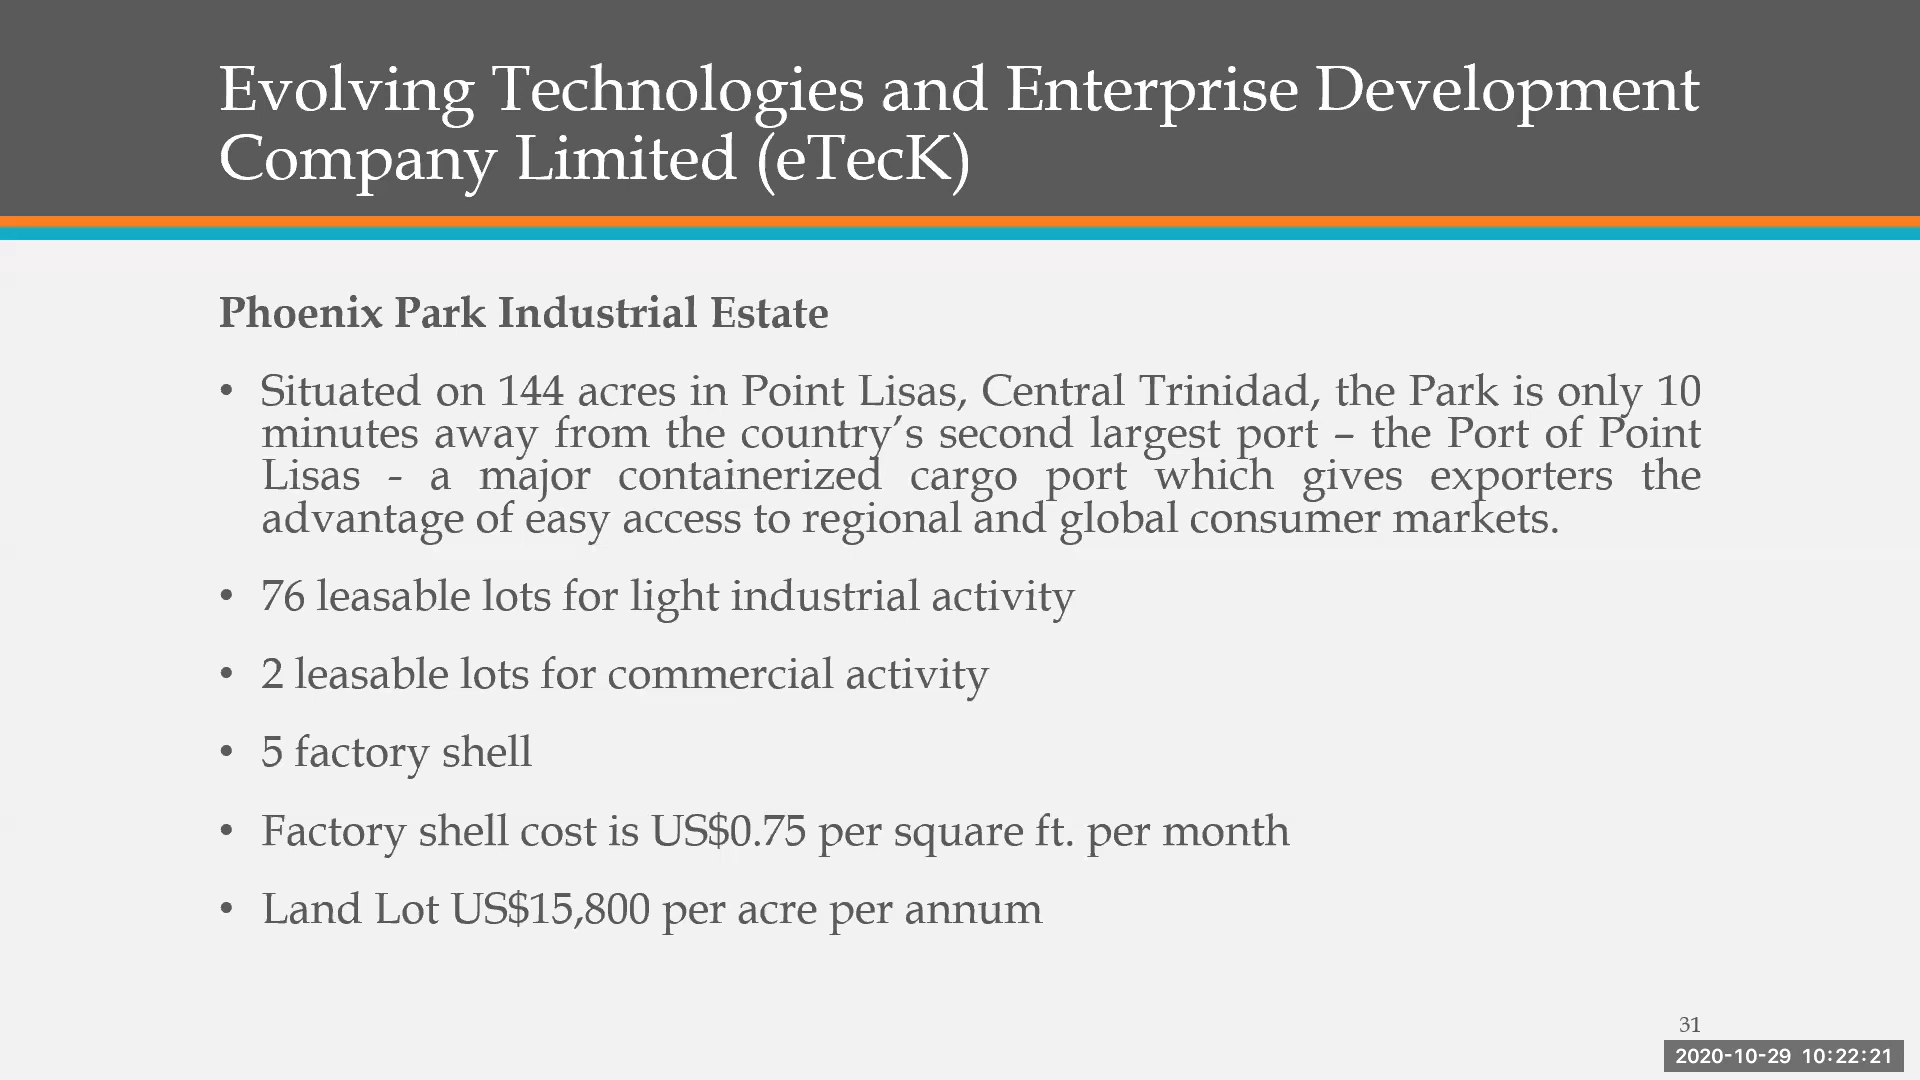 Evolving Technologies and Enterprise Development
Company Limited (eTecK)
Phoenix Park Industrial Estate
• Situated on 144 acres in Point Lisas, Central Trinidad, the Park is only 10
minutes away from the country’s second largest port – the Port of Point
Lisas - a major containerized cargo port which gives exporters the
advantage of easy access to regional and global consumer markets.
• 76 leasable lots for light industrial activity
• 2 leasable lots for commercial activity
• 5 factory shell
• Factory shell cost is US$0.75 per square ft. per month
• Land Lot US$15,800 per acre per annum
31
2020-10-29 10:22:21